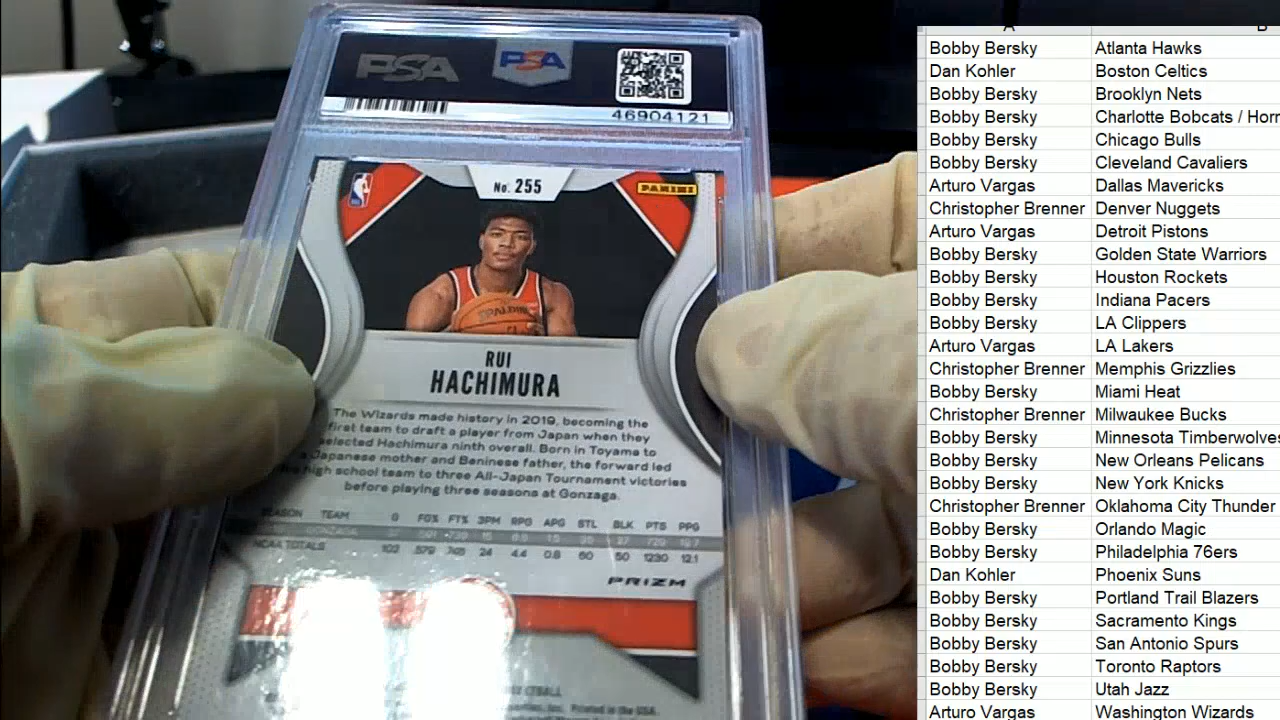 PSA
PSA
46904121
No. 255
PANINI
SPALDING
RUI
HACHIMURA
The Wizards made history in 2019, becoming the
first team to draft a player from Japan when they
selected Hachimura ninth overall. Born in Toyama to
a Japanese mother and Beninese father, the forward led
his high school team to three All-Japan Tournament victories
before playing three seasons at Gonzaga.
SEASON TEAM G FG% FT% 3PM RPG APG STL BLK PTS PPG
NCAA TOTALS 102 .579 .745 24 4.4 0.8 60 50 1230 12.1
PRIZM
Printed in the USA.
A B
Bobby Bersky Atlanta Hawks
Dan Kohler Boston Celtics
Bobby Bersky Brooklyn Nets
Bobby Bersky Charlotte Bobcats / Horn
Bobby Bersky Chicago Bulls
Bobby Bersky Cleveland Cavaliers
Arturo Vargas Dallas Mavericks
Christopher Brenner Denver Nuggets
Arturo Vargas Detroit Pistons
Bobby Bersky Golden State Warriors
Bobby Bersky Houston Rockets
Bobby Bersky Indiana Pacers
Bobby Bersky LA Clippers
Arturo Vargas LA Lakers
Christopher Brenner Memphis Grizzlies
Bobby Bersky Miami Heat
Christopher Brenner Milwaukee Bucks
Bobby Bersky Minnesota Timberwolves
Bobby Bersky New Orleans Pelicans
Bobby Bersky New York Knicks
Christopher Brenner Oklahoma City Thunder
Bobby Bersky Orlando Magic
Bobby Bersky Philadelphia 76ers
Dan Kohler Phoenix Suns
Bobby Bersky Portland Trail Blazers
Bobby Bersky Sacramento Kings
Bobby Bersky San Antonio Spurs
Bobby Bersky Toronto Raptors
Bobby Bersky Utah Jazz
Arturo Vargas Washington Wizards